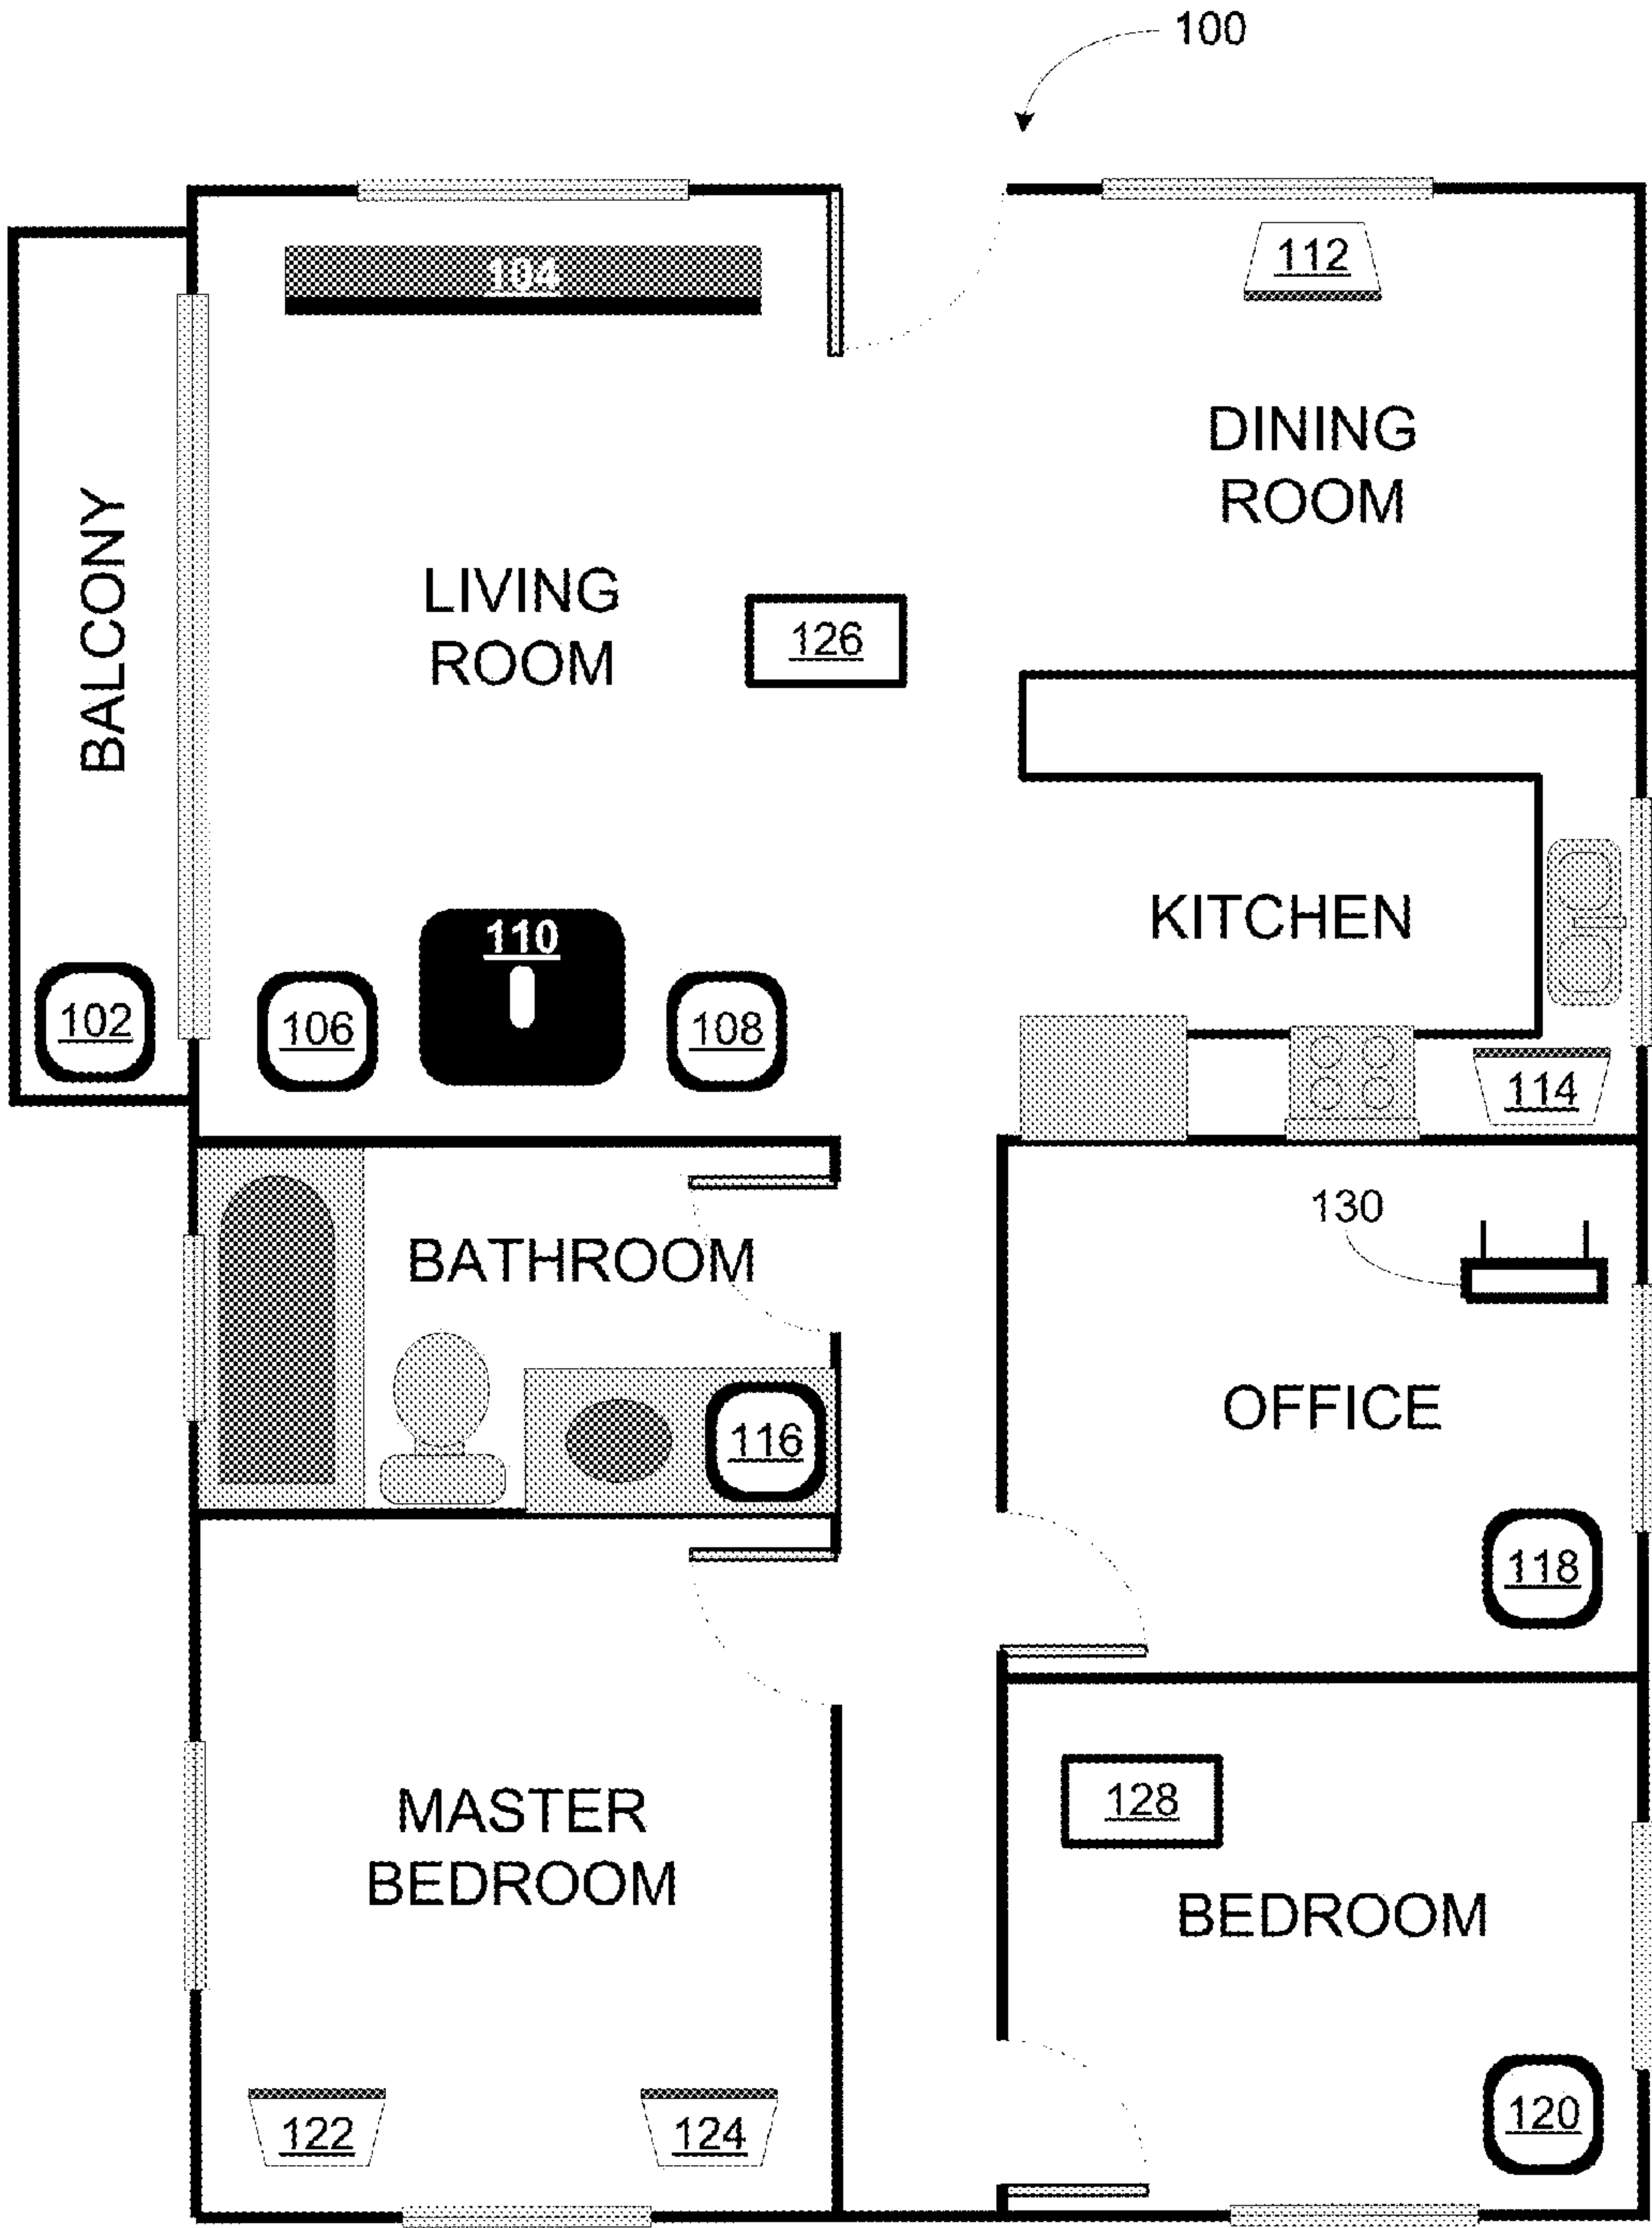 100
104
112
DINING
ROOM
BALCONY
LIVING
ROOM
126
KITCHEN
110
102
106
108
114
130
BATHROOM
OFFICE
116
118
MASTER
BEDROOM
128
BEDROOM
122
124
120